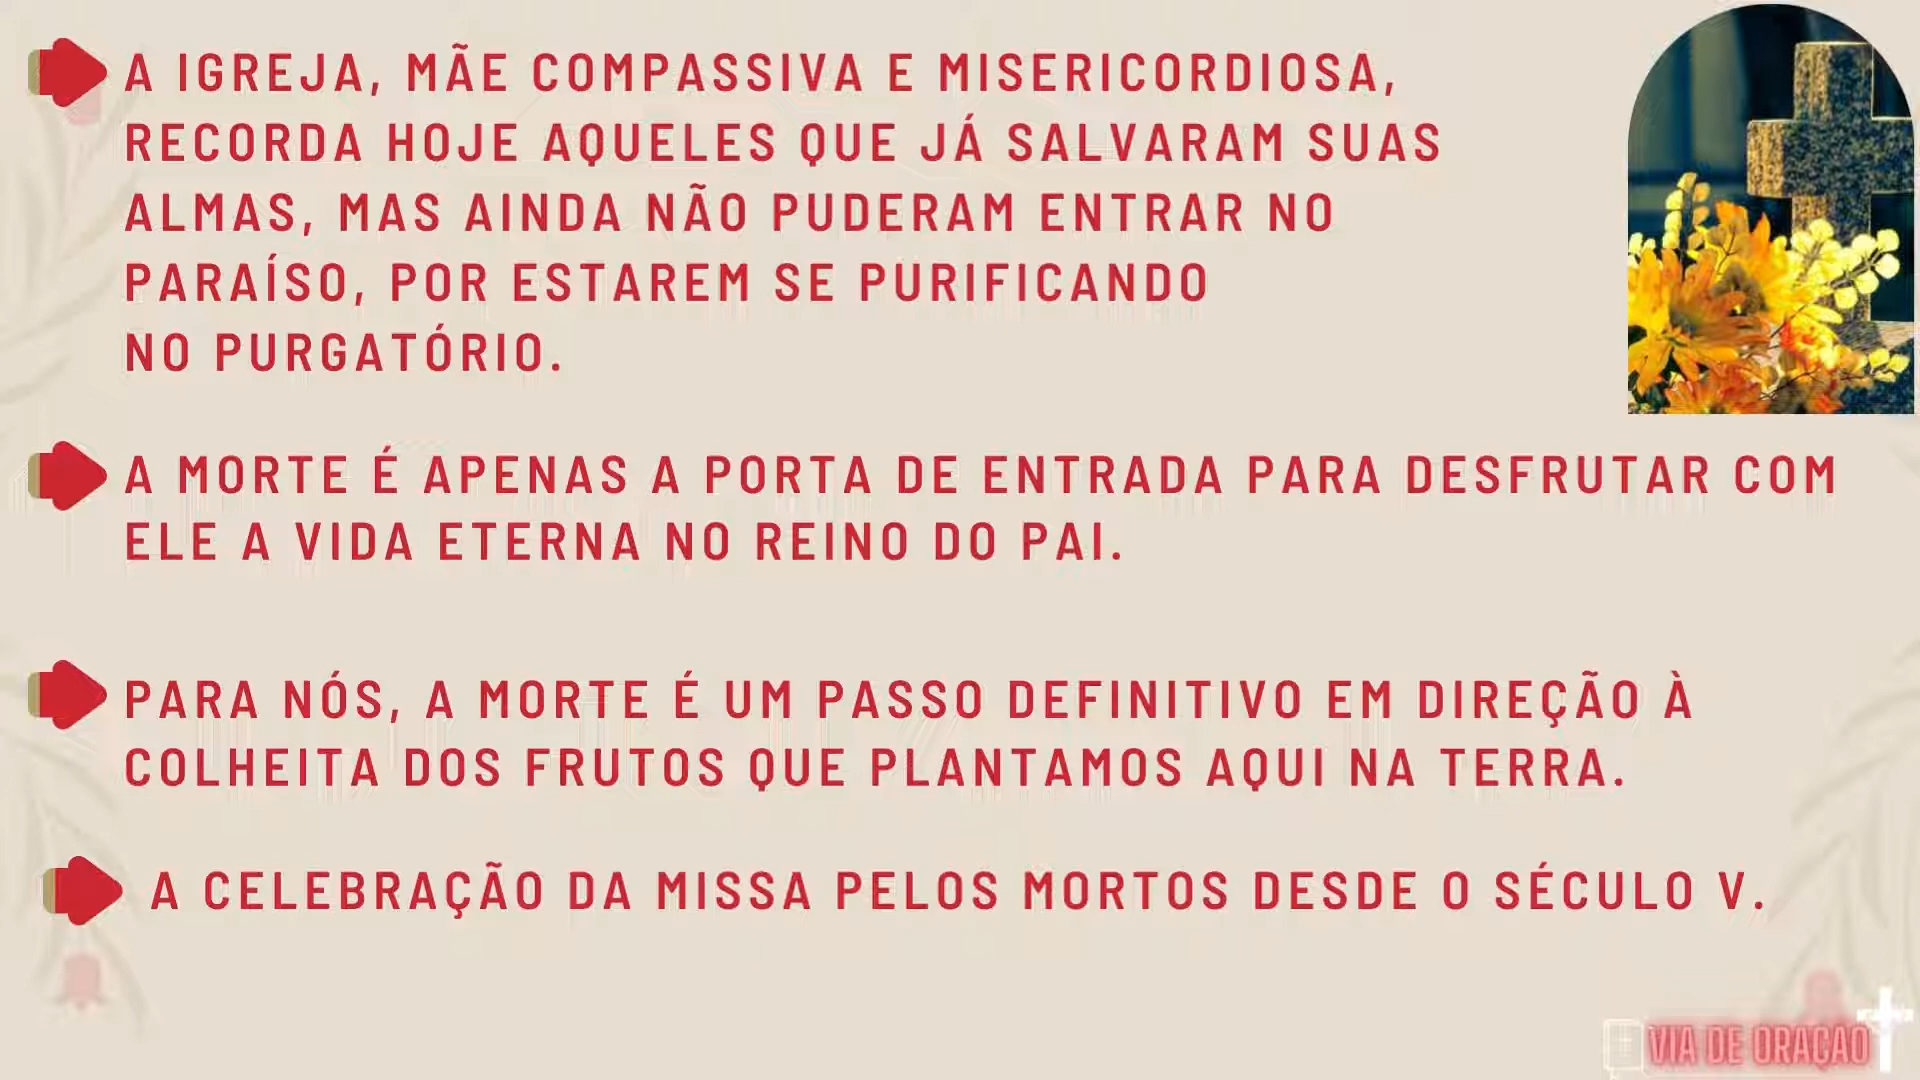 A IGREJA, MÃE COMPASSIVA E MISERICORDIOSA,
RECORDA HOJE AQUELES QUE JÁ SALVARAM SUAS
ALMAS, MAS AINDA NÃO PUDERAM ENTRAR NO
PARAÍSO, POR ESTAREM SE PURIFICANDO
NO PURGATÓRIO.
A MORTE É APENAS A PORTA DE ENTRADA PARA DESFRUTAR COM
ELE A VIDA ETERNA NO REINO DO PAI.
PARA NÓS, A MORTE É UM PASSO DEFINITIVO EM DIREÇÃO À
COLHEITA DOS FRUTOS QUE PLANTAMOS AQUI NA TERRA.
A CELEBRAÇÃO DA MISSA PELOS MORTOS DESDE O SÉCULO V.
VIA DE ORAÇAO